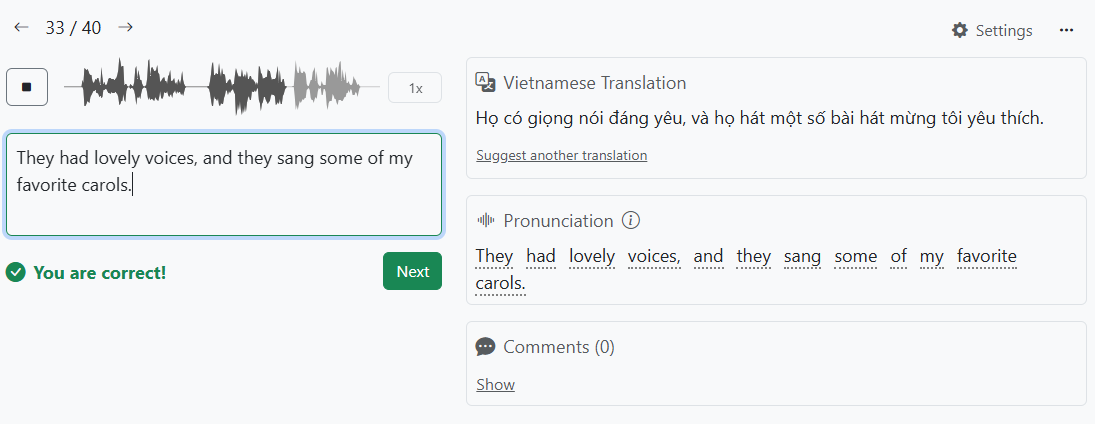 ← 33 / 40 →
Settings
1x
They had lovely voices, and they sang some of my
favorite carols.
You are correct!
Next
Vietnamese Translation
Họ có giọng nói đáng yêu, và họ hát một số bài hát mừng tôi yêu thích.
Suggest another translation
Pronunciation
They had lovely voices, and they sang some of my favorite
carols.
Comments (0)
Show